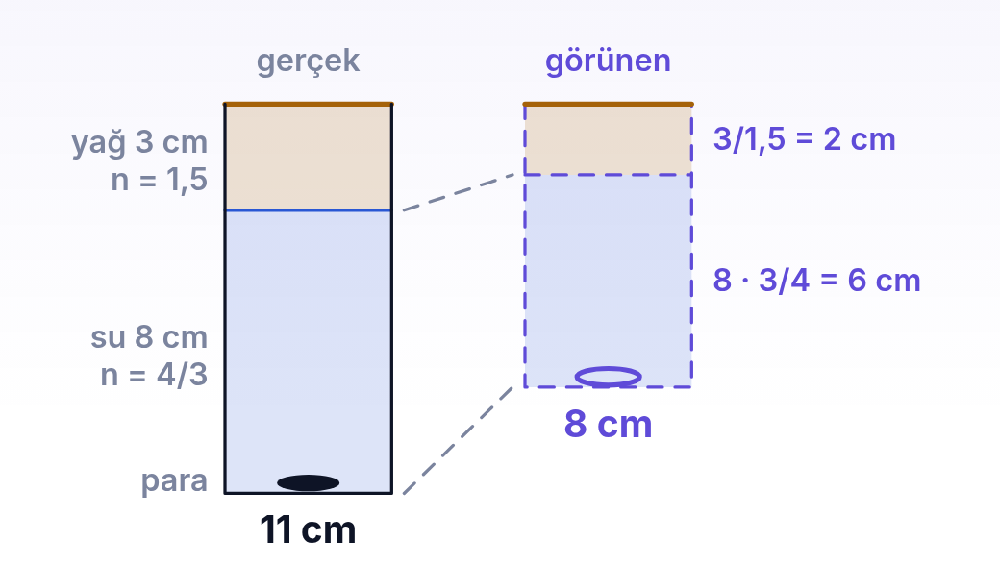 gerçek
görünen
yağ 3 cm
n = 1,5
3/1,5 = 2 cm
8 · 3/4 = 6 cm
su 8 cm
n = 4/3
para
8 cm
11 cm